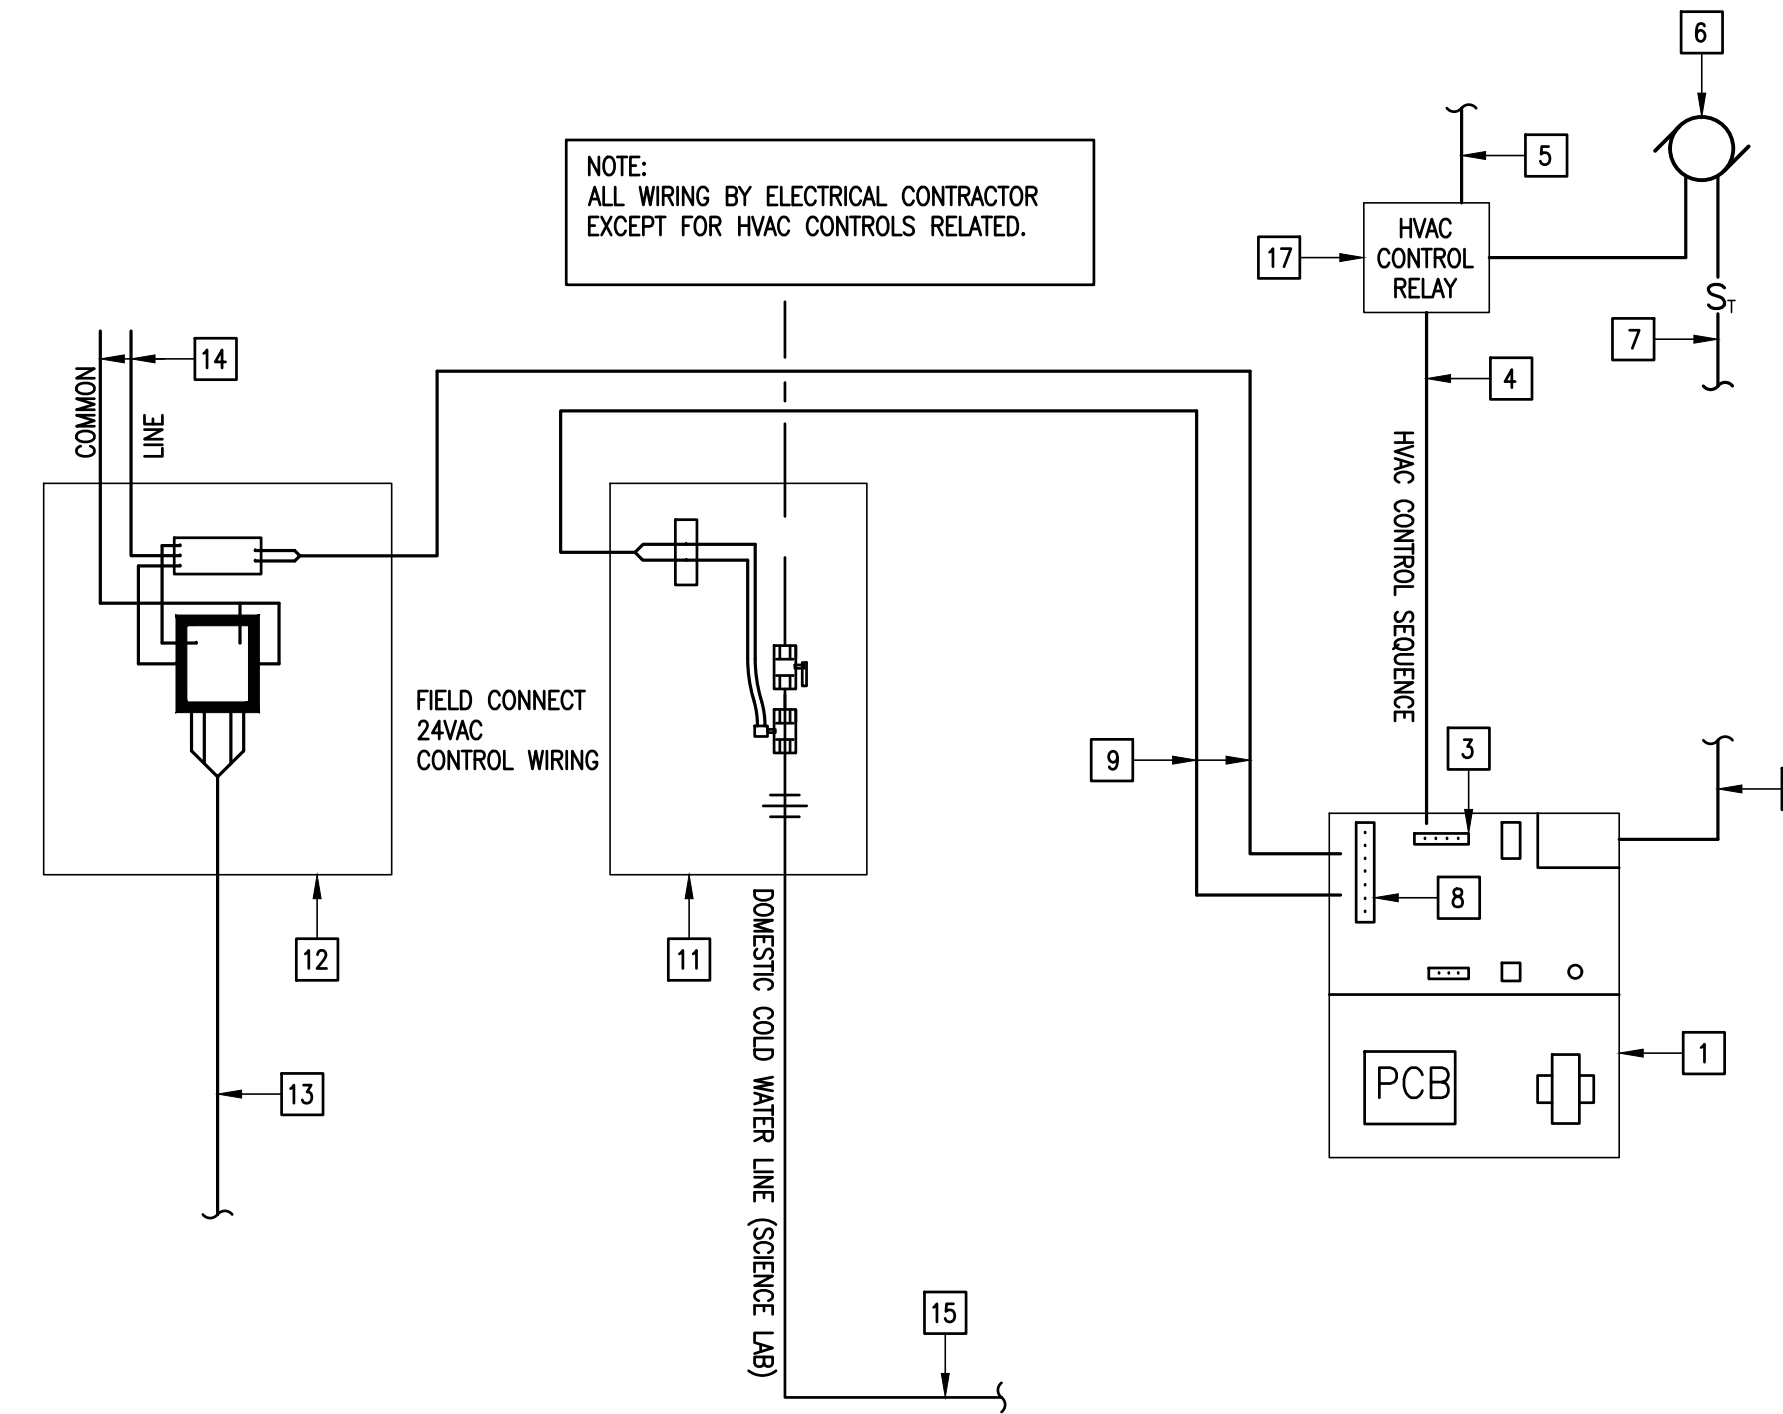 6
5
NOTE:
ALL WIRING BY ELECTRICAL CONTRACTOR
EXCEPT FOR HVAC CONTROLS RELATED.
17
HVAC
CONTROL
RELAY
ST
7
14
4
COMMON
LINE
HVAC CONTROL SEQUENCE
FIELD CONNECT
24VAC
CONTROL WIRING
9
3
8
12
11
DOMESTIC COLD WATER LINE (SCIENCE LAB)
1
PCB
13
15